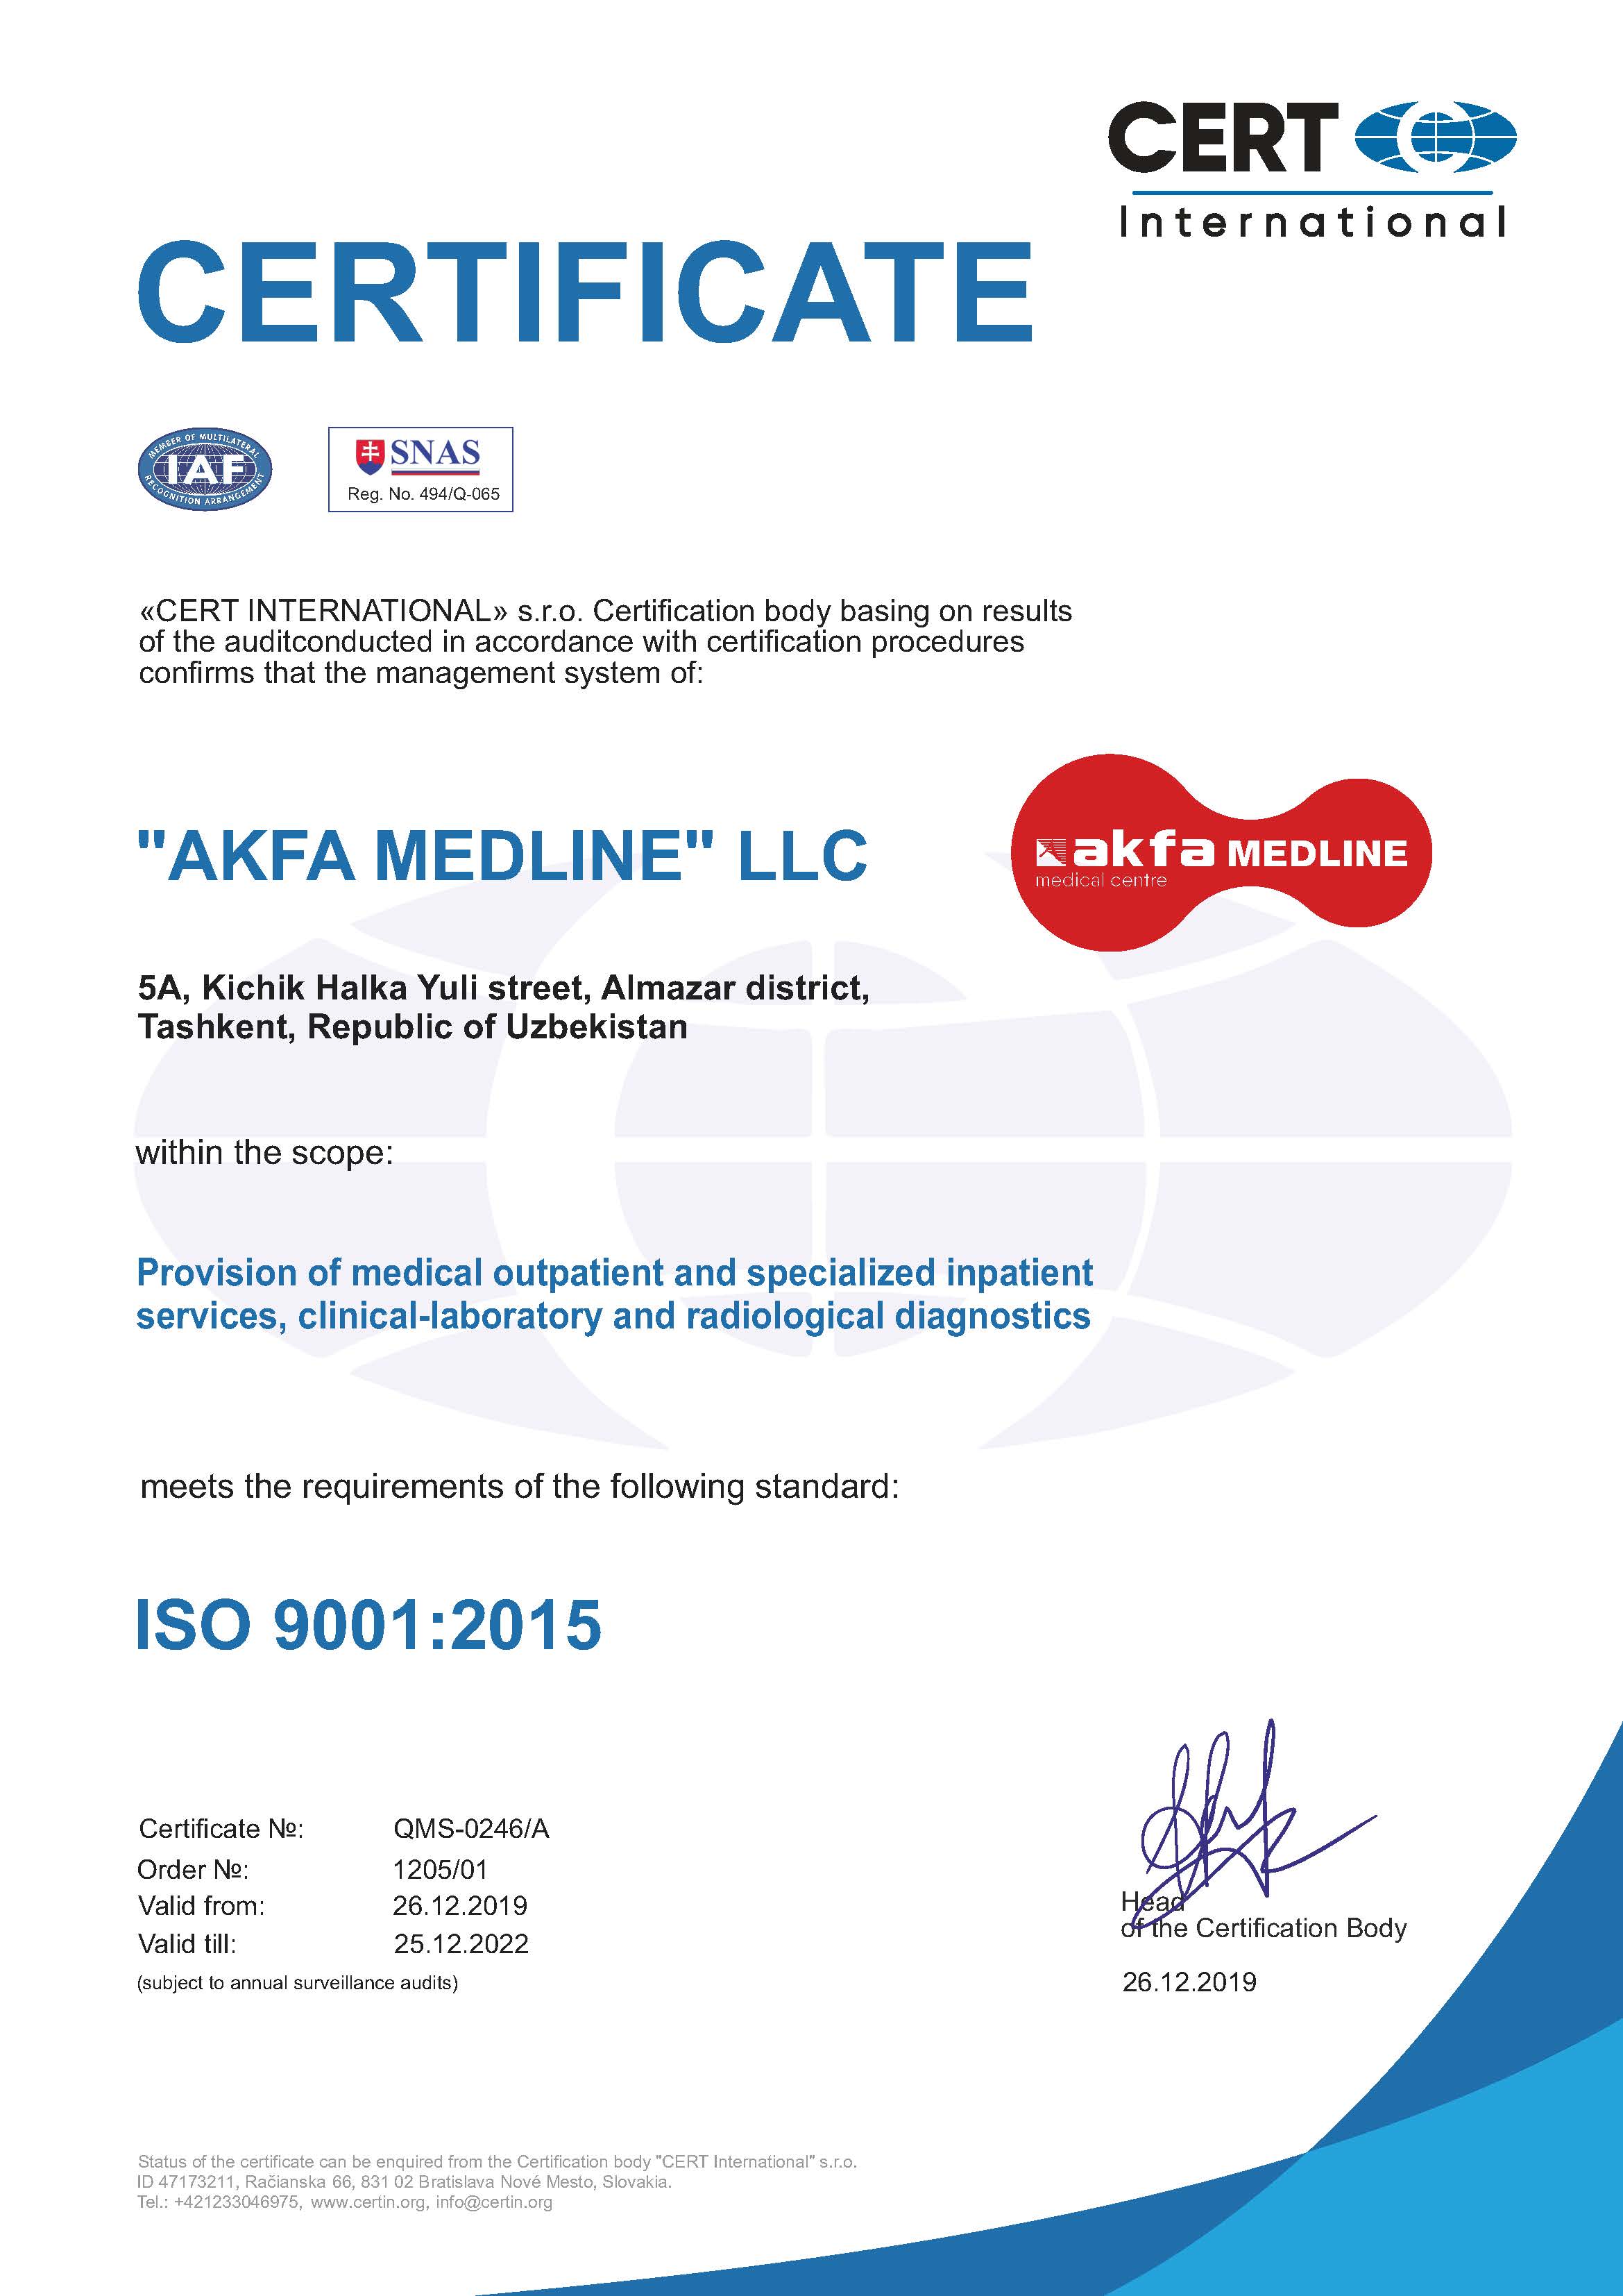 CERT
International
CERTIFICATE
MEMBER OF MULTILATERAL
IAF
RECOGNITION ARRANGEMENT
SNAS
Reg. No. 494/Q-065
«CERT INTERNATIONAL» s.r.o. Certification body basing on results
of the auditconducted in accordance with certification procedures
confirms that the management system of:
"AKFA MEDLINE" LLC
akfa MEDLINE
medical centre
5A, Kichik Halka Yuli street, Almazar district,
Tashkent, Republic of Uzbekistan
within the scope:
Provision of medical outpatient and specialized inpatient
services, clinical-laboratory and radiological diagnostics
meets the requirements of the following standard:
ISO 9001:2015
Certificate №: QMS-0246/A
Order №: 1205/01
Valid from: 26.12.2019
Valid till: 25.12.2022
(subject to annual surveillance audits)
Head
of the Certification Body
26.12.2019
Status of the certificate can be enquired from the Certification body "CERT International" s.r.o.
ID 47173211, Račianska 66, 831 02 Bratislava Nové Mesto, Slovakia.
Tel.: +421233046975, www.certin.org, info@certin.org